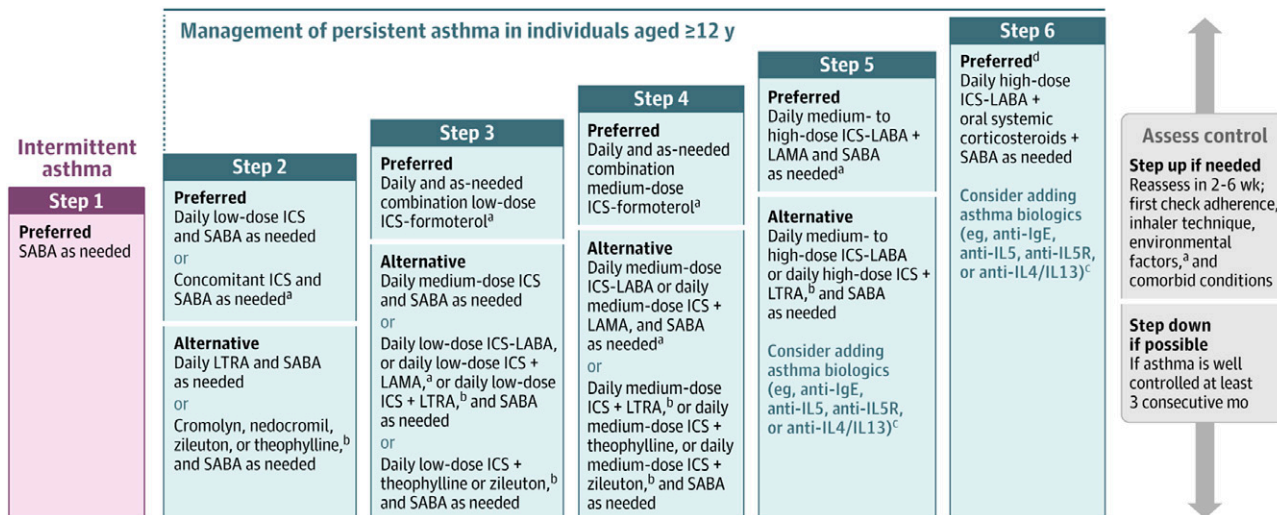 Management of persistent asthma in individuals aged ≥12 y
Intermittent
asthma
Step 1
Preferred
SABA as needed
Step 2
Preferred
Daily low-dose ICS
and SABA as needed
or
Concomitant ICS and
SABA as neededᵃ
Alternative
Daily LTRA and SABA
as needed
or
Cromolyn, nedocromil,
zileuton, or theophylline,ᵇ
and SABA as needed
Step 3
Preferred
Daily and as-needed
combination low-dose
ICS-formoterolᵃ
Alternative
Daily medium-dose ICS
and SABA as needed
or
Daily low-dose ICS-LABA,
or daily low-dose ICS +
LAMA,ᵃ or daily low-dose
ICS + LTRA,ᵇ and SABA
as needed
or
Daily low-dose ICS +
theophylline or zileuton,ᵇ
and SABA as needed
Step 4
Preferred
Daily and as-needed
combination
medium-dose
ICS-formoterolᵃ
Alternative
Daily medium-dose
ICS-LABA or daily
medium-dose ICS +
LAMA, and SABA
as neededᵃ
or
Daily medium-dose
ICS + LTRA,ᵇ or daily
medium-dose ICS +
theophylline, or daily
medium-dose ICS +
zileuton,ᵇ and SABA
as needed
Step 5
Preferred
Daily medium- to
high-dose ICS-LABA +
LAMA and SABA
as neededᵃ
Alternative
Daily medium- to
high-dose ICS-LABA
or daily high-dose ICS +
LTRA,ᵇ and SABA
as needed
Consider adding
asthma biologics
(eg, anti-IgE,
anti-IL5, anti-IL5R,
or anti-IL4/IL13)ᶜ
Step 6
Preferredᵈ
Daily high-dose
ICS-LABA +
oral systemic
corticosteroids +
SABA as needed
Consider adding
asthma biologics
(eg, anti-IgE,
anti-IL5, anti-IL5R,
or anti-IL4/IL13)ᶜ
Assess control
Step up if needed
Reassess in 2-6 wk;
first check adherence,
inhaler technique,
environmental
factors,ᵃ and
comorbid conditions
Step down
if possible
If asthma is well
controlled at least
3 consecutive mo